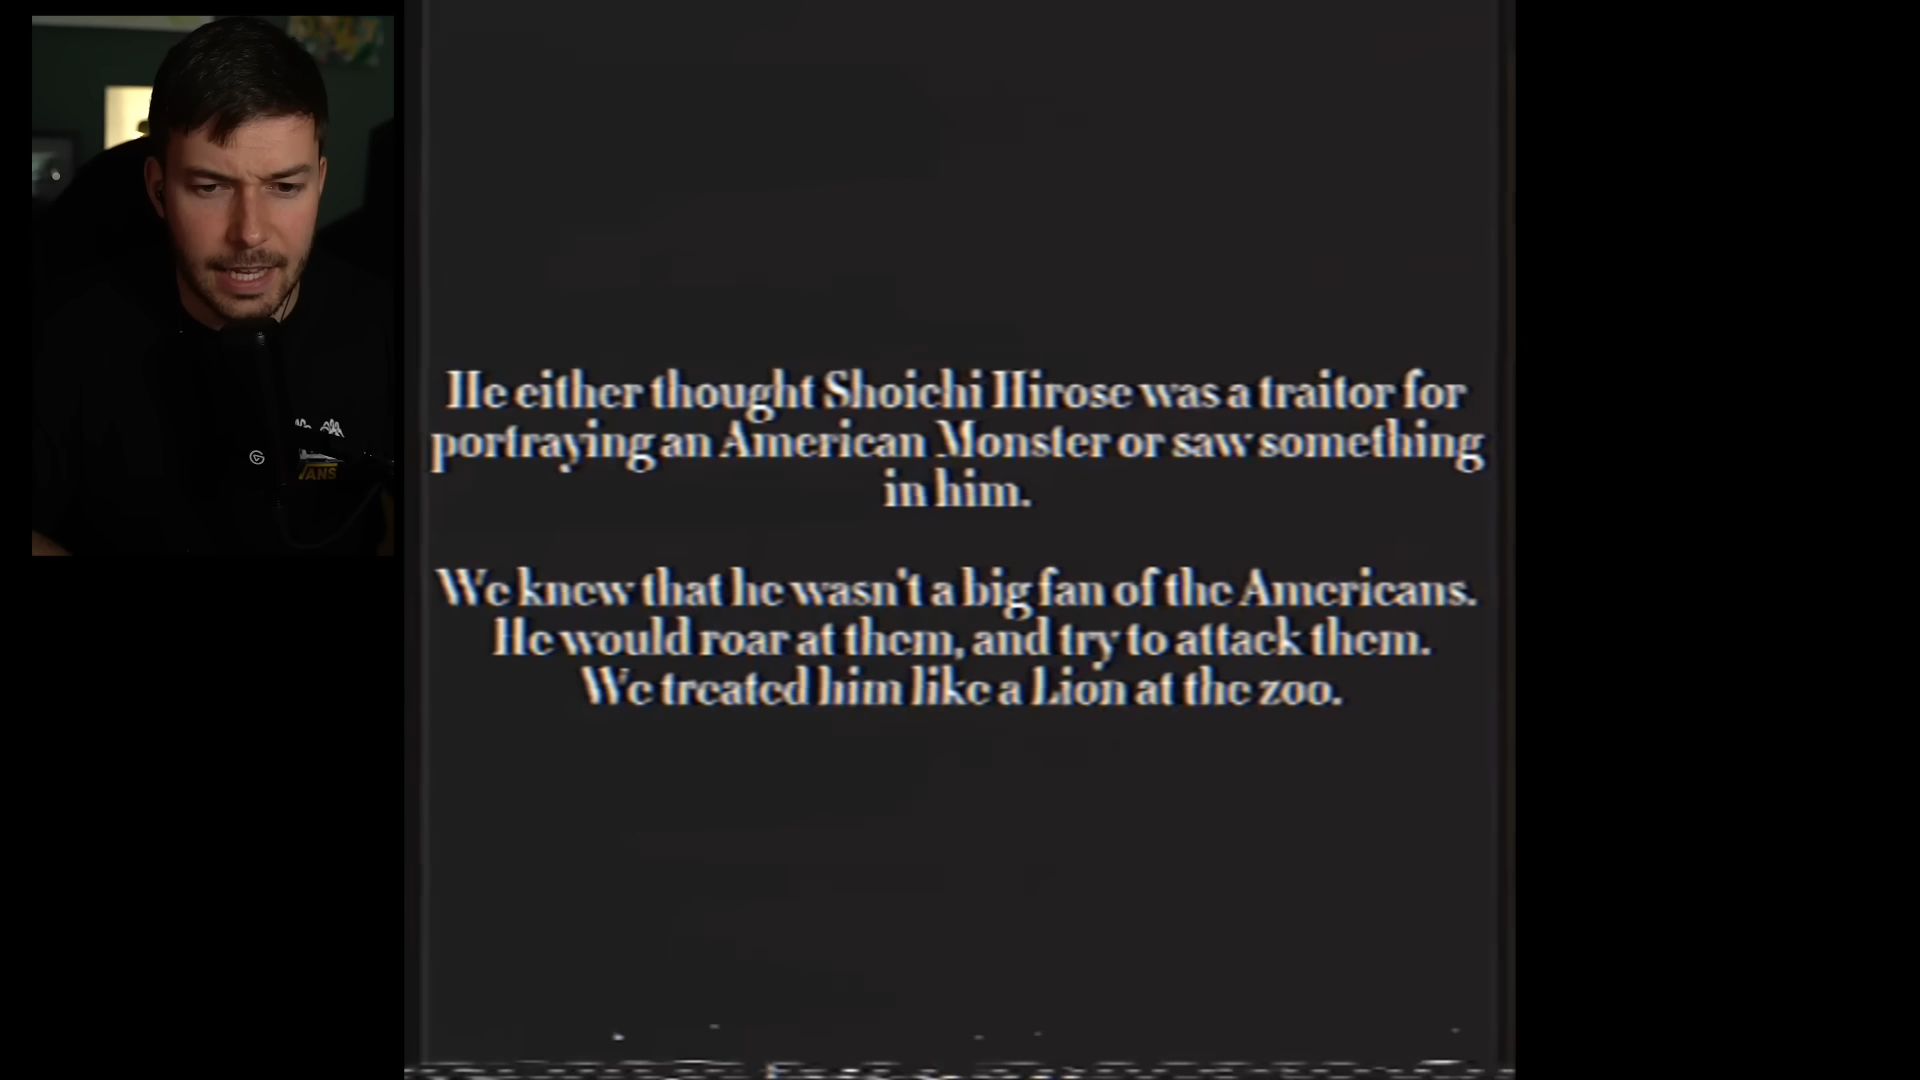 He either thought Shoichi Hirose was a traitor for
portraying an American Monster or saw something
in him.
We knew that he wasn't a big fan of the Americans.
He would roar at them, and try to attack them.
We treated him like a Lion at the zoo.
VANS